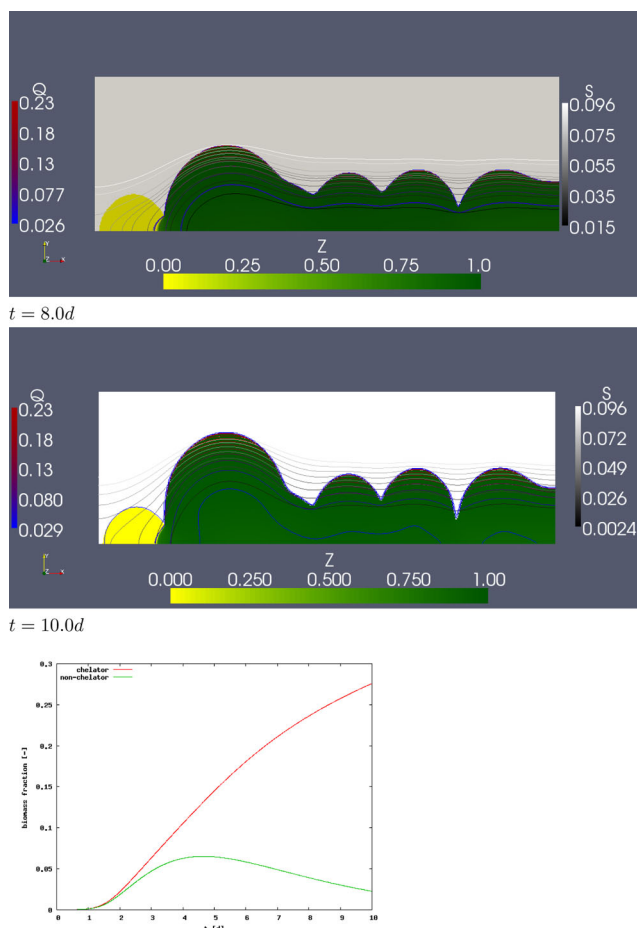 Q S
0.23 0.096
0.18 0.075
0.13 0.055
0.077 0.035
0.026 0.015
Z
0.00 0.25 0.50 0.75 1.0
t = 8.0d
Q S
0.23 0.096
0.18 0.072
0.13 0.049
0.080 0.026
0.029 0.0024
Z
0.000 0.250 0.500 0.750 1.00
t = 10.0d
0.3
chelator
non-chelator
0.25
0.2
biomass fraction [-]
0.15
0.1
0.05
0
0 1 2 3 4 5 6 7 8 9 10